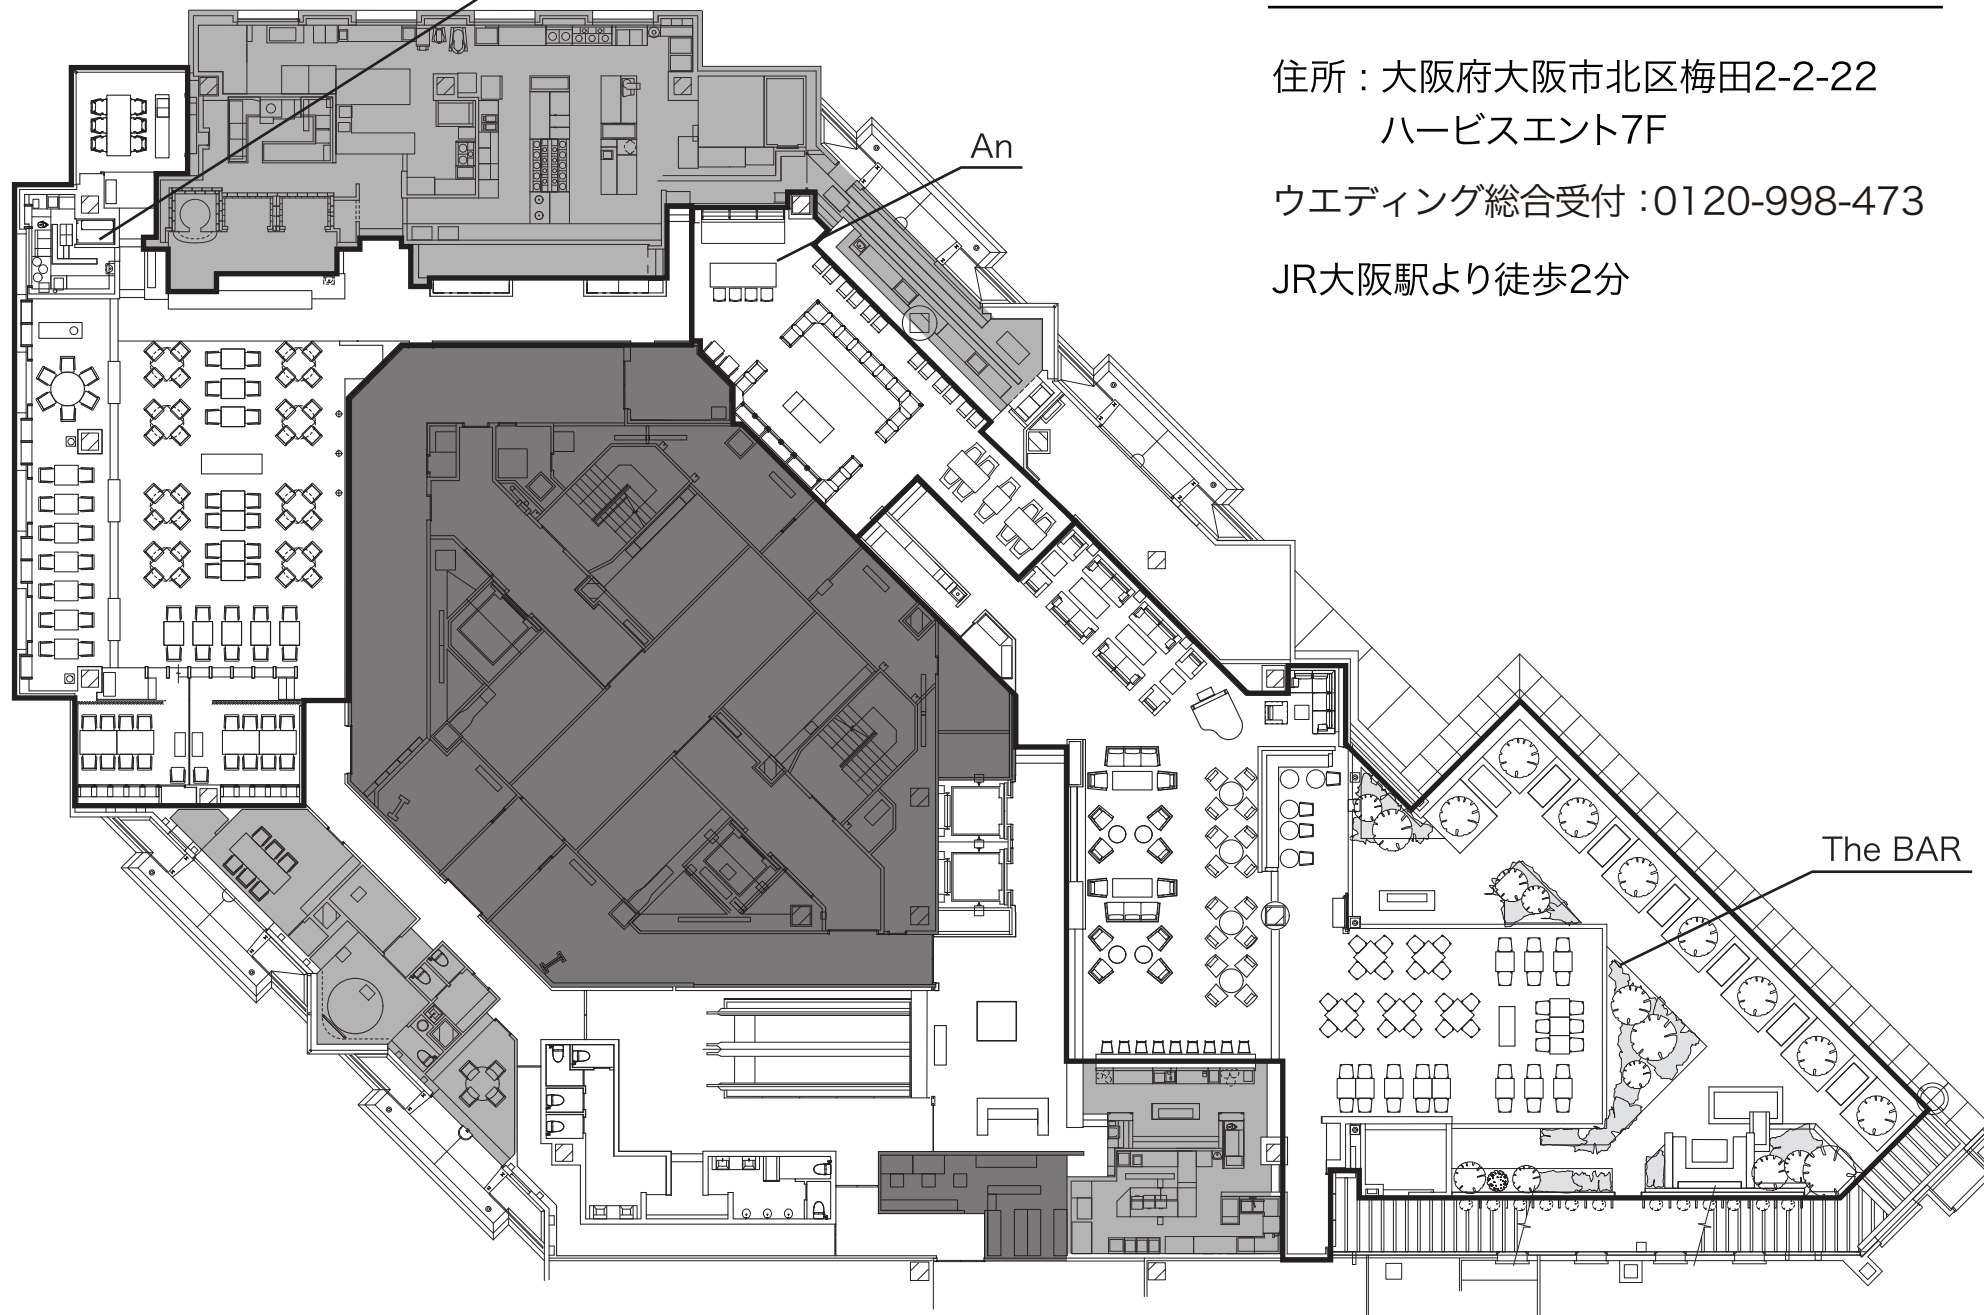 住所 : 大阪府大阪市北区梅田2-2-22
ハービスエント7F
ウエディング総合受付 : 0120-998-473
JR大阪駅より徒歩2分
An
The BAR